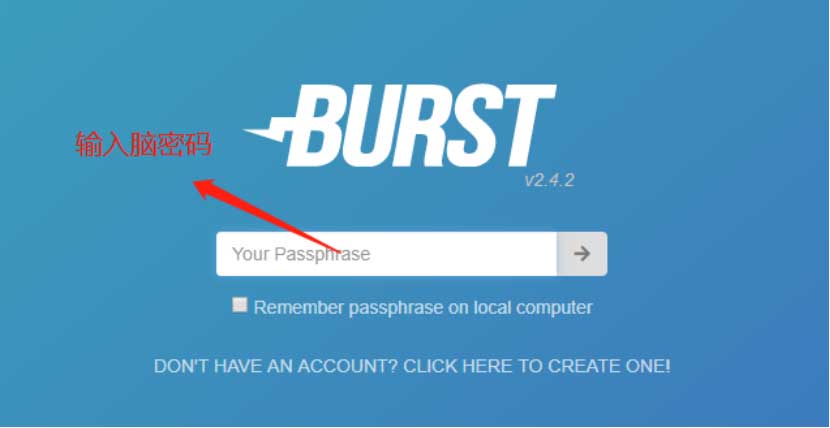 BURST
输入脑密码
v2.4.2
Your Passphrase
Remember passphrase on local computer
DON'T HAVE AN ACCOUNT? CLICK HERE TO CREATE ONE!